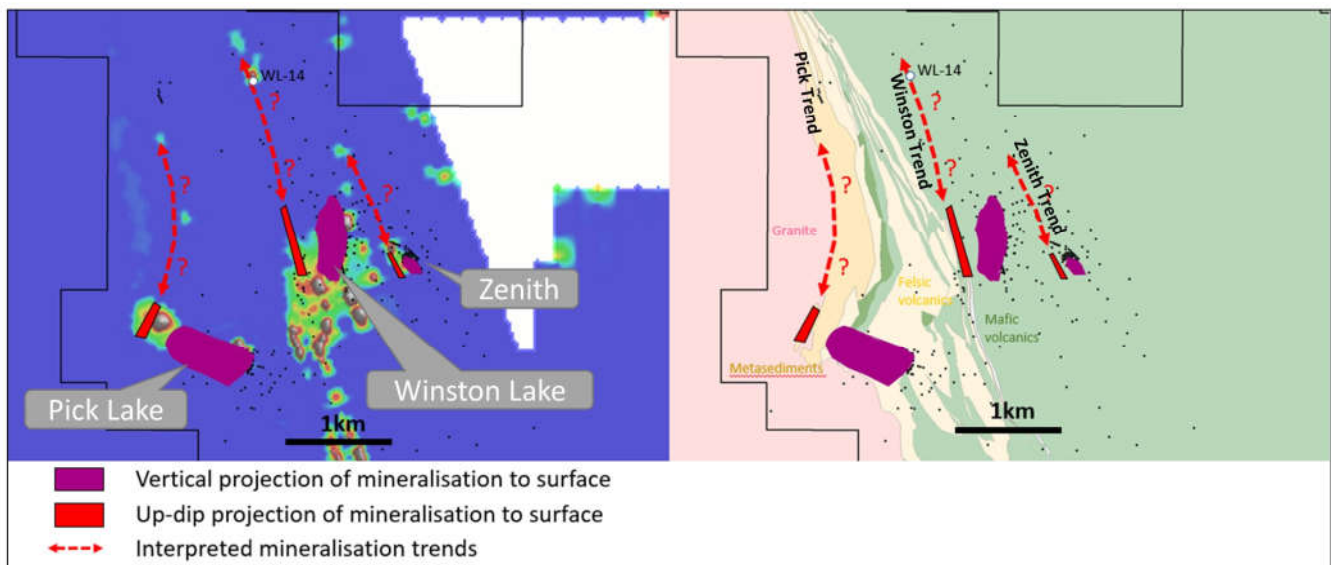 WL-14
?
?
?
?
?
Zenith
Winston Lake
Pick Lake
1km
Pick Trend
WL-14
?
Winston Trend
?
?
?
?
Zenith Trend
Granite
Felsic
volcanics
Mafic
volcanics
Metasediments
1km
Vertical projection of mineralisation to surface
Up-dip projection of mineralisation to surface
Interpreted mineralisation trends